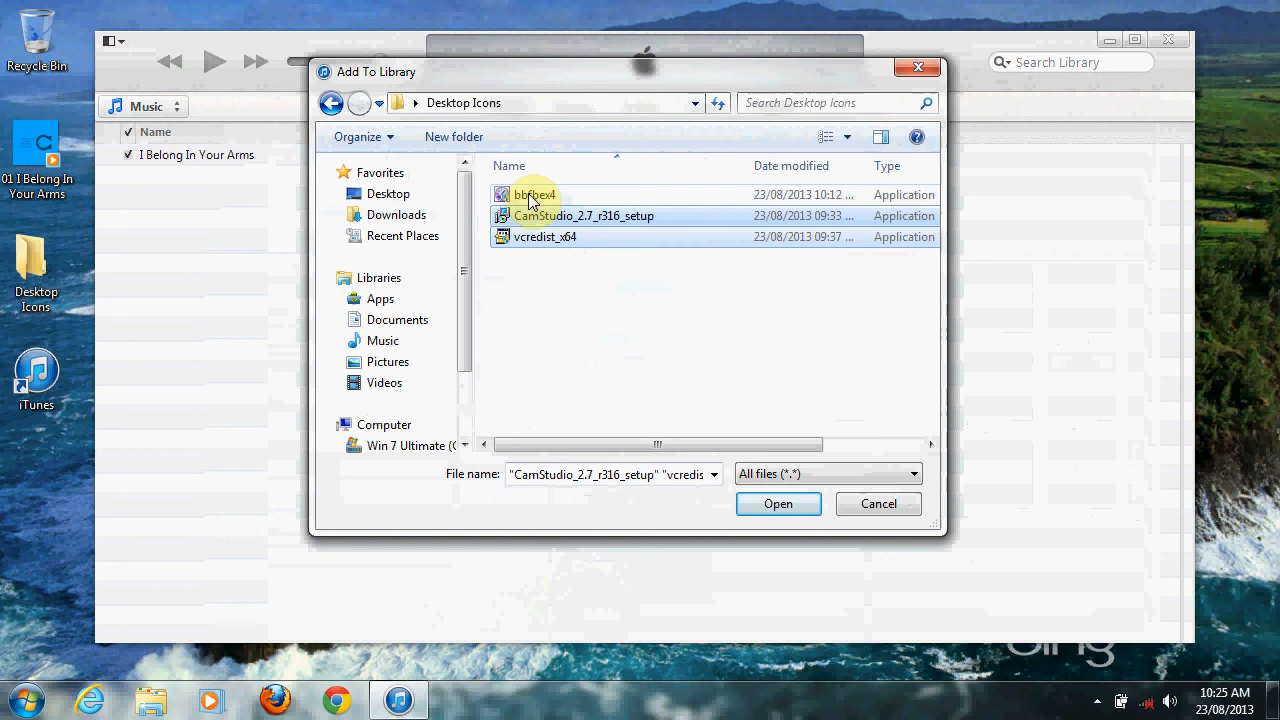 Recycle Bin
01 I Belong In Your Arms
Desktop Icons
iTunes
Music
Search Library
Name
I Belong In Your Arms
Add To Library
Desktop Icons
Search Desktop Icons
Organize
New folder
Favorites
Desktop
Downloads
Recent Places
Libraries
Apps
Documents
Music
Pictures
Videos
Computer
Win 7 Ultimate (
Name Date modified Type
23/08/2013 10:12 ... Application
CamStudio_2.7_r316_setup 23/08/2013 09:33 ... Application
vcredist_x64 23/08/2013 09:37 ... Application
File name: "CamStudio_2.7_r316_setup" "vcredis
All files (*.*)
Open
Cancel
bing
10:25 AM
23/08/2013